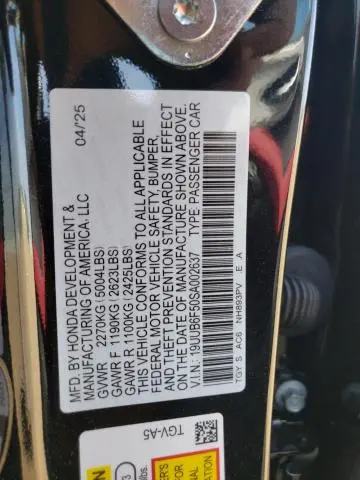 MFD. BY HONDA DEVELOPMENT &
MANUFACTURING OF AMERICA, LLC
04/'25
GVWR 2270KG(5004LBS)
GAWR F 1190KG(2623LBS)
GAWR R 1100KG(2425LBS)
THIS VEHICLE CONFORMS TO ALL APPLICABLE
FEDERAL MOTOR VEHICLE SAFETY, BUMPER,
AND THEFT PREVENTION STANDARDS IN EFFECT
ON THE DATE OF MANUFACTURE SHOWN ABOVE.
V.I.N.: 19UUB6F50SA002637
TYPE: PASSENGER CAR
TGY S AC6 NH893PV E A
TGV-A5